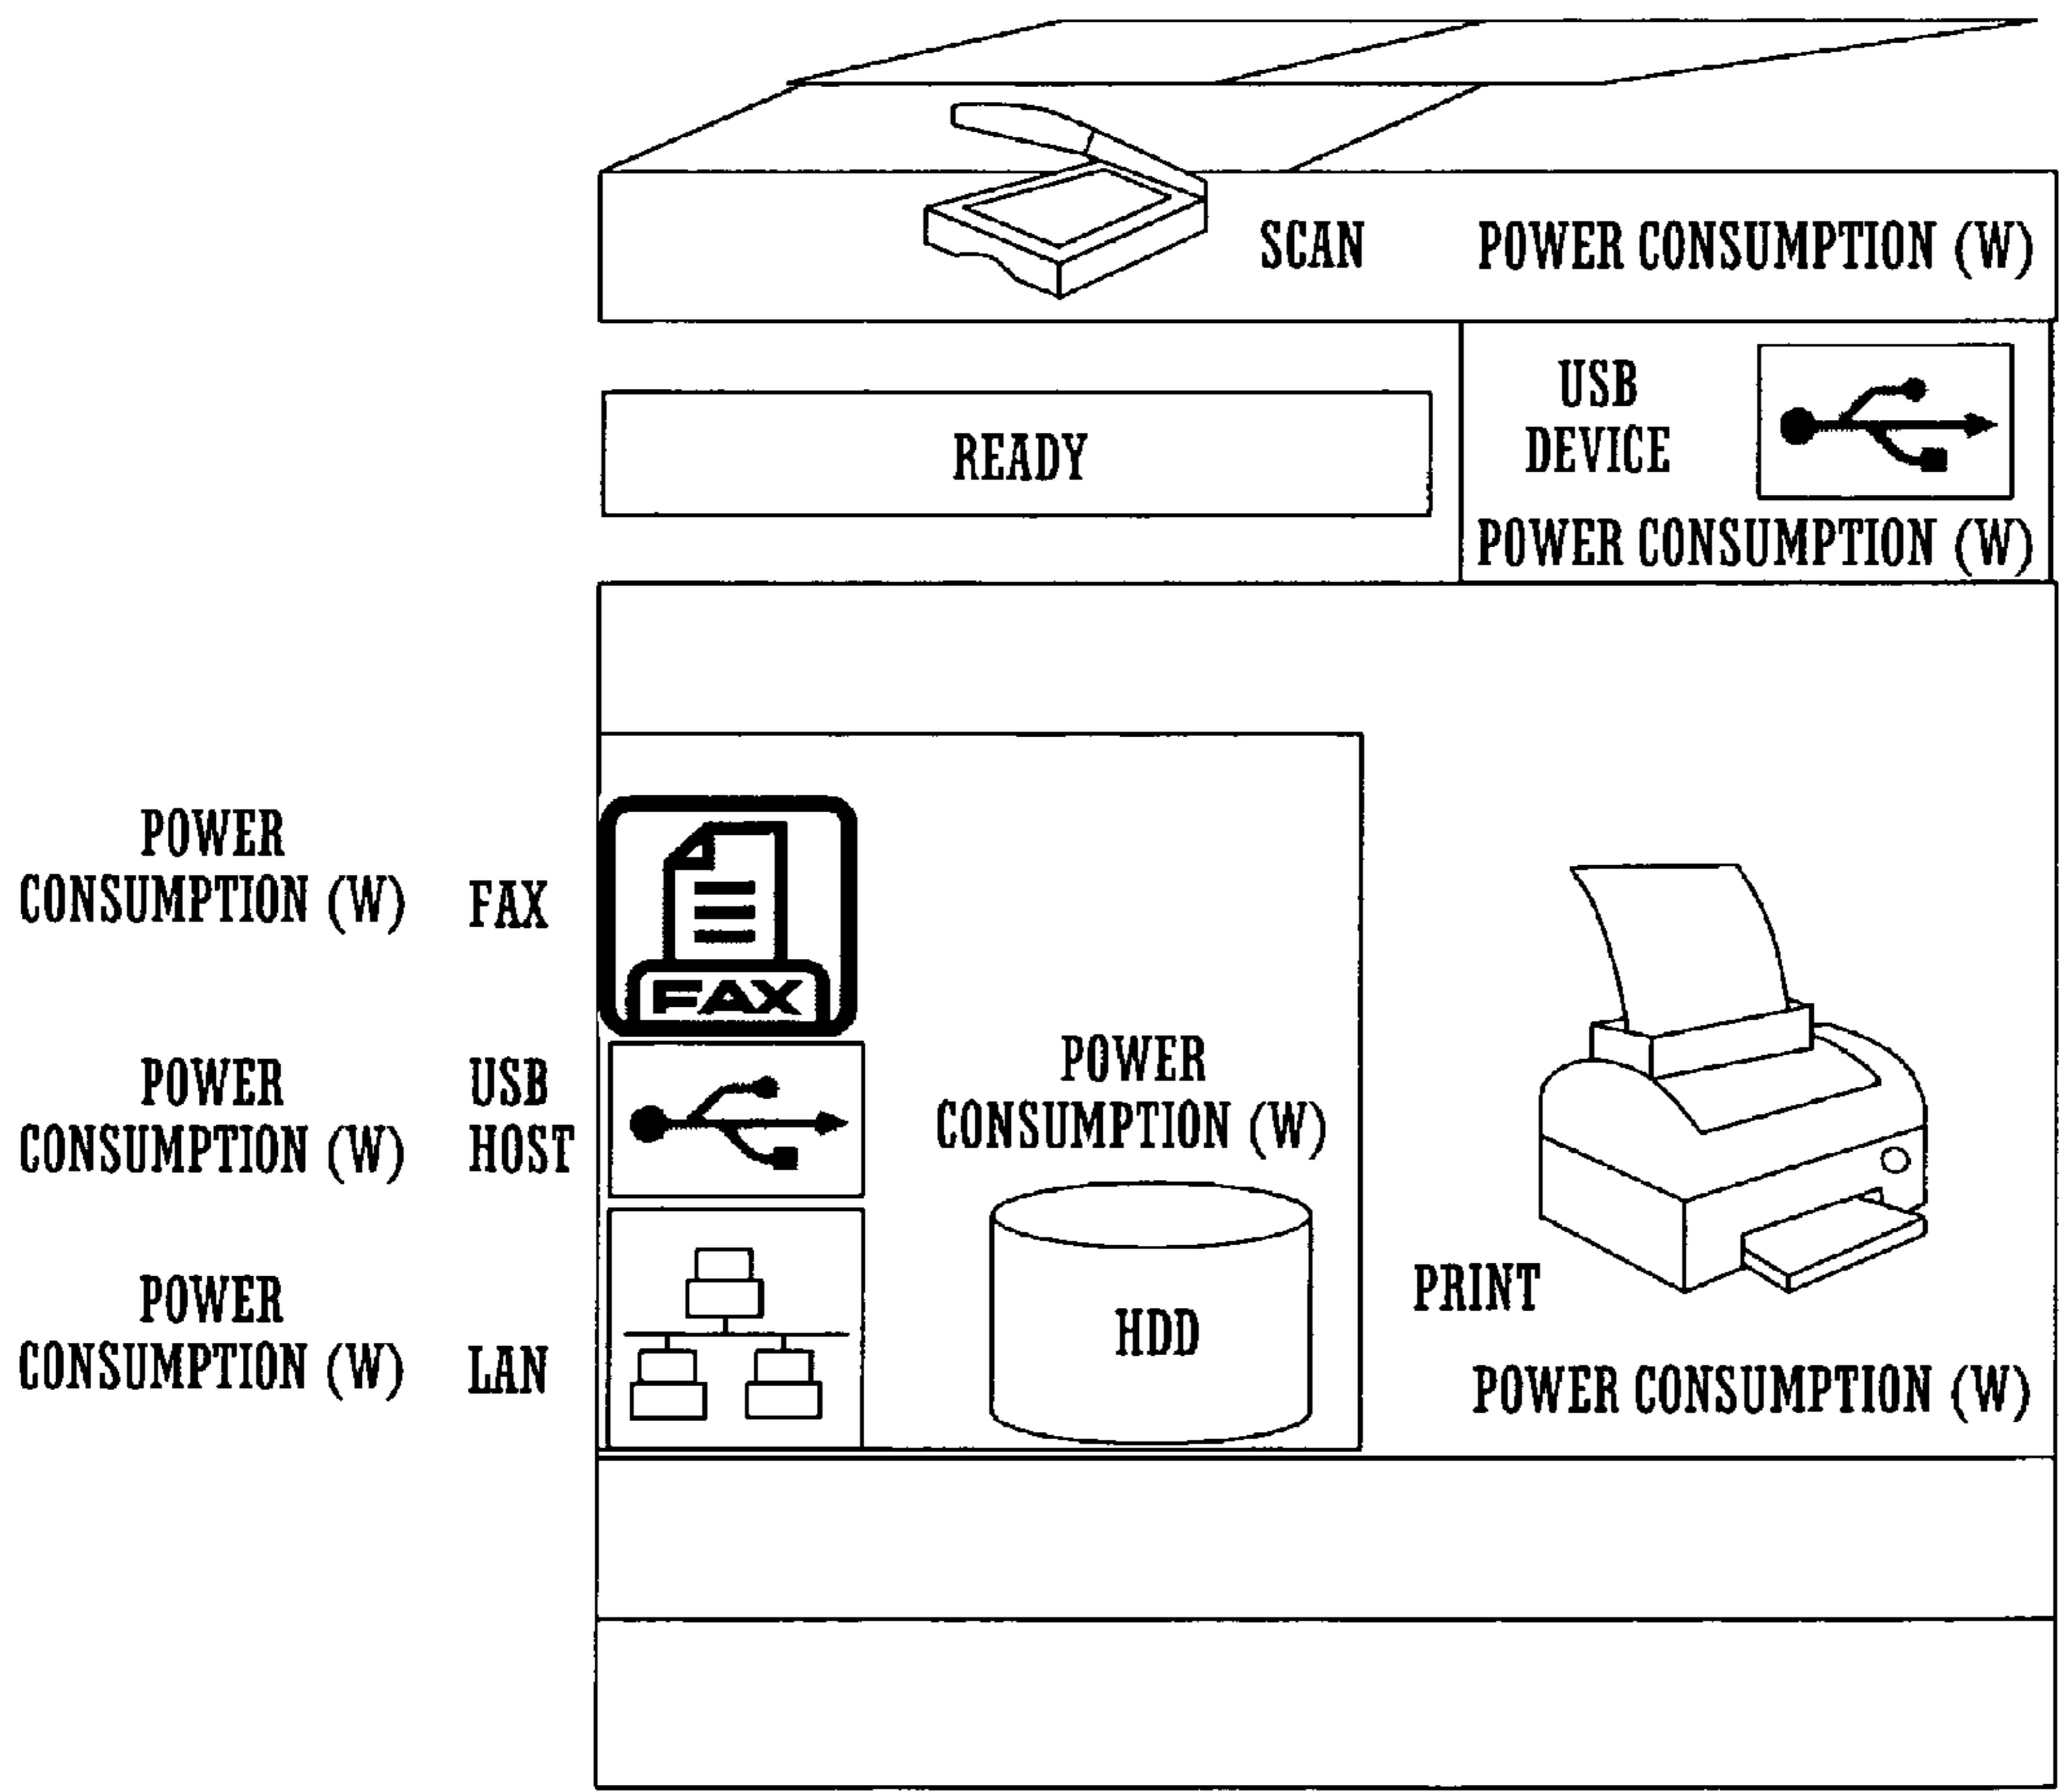 SCAN POWER CONSUMPTION (W)
USB
DEVICE
READY
POWER CONSUMPTION (W)
POWER
CONSUMPTION (W) FAX
FAX
POWER
CONSUMPTION (W)
USB
HOST
POWER
CONSUMPTION (W)
POWER
CONSUMPTION (W) LAN
HDD
PRINT
POWER CONSUMPTION (W)